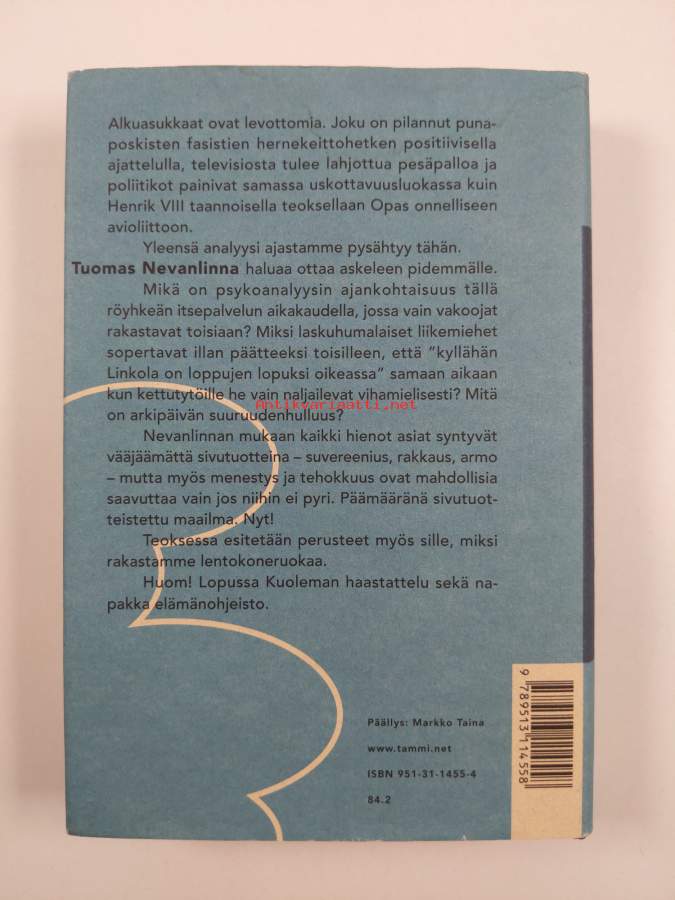 Alkuasukkaat ovat levottomia. Joku on pilannut puna-
poskisten fasistien hernekeittohetken positiivisella
ajattelulla, televisiosta tulee lahjottua pesäpalloa ja
poliitikot painivat samassa uskottavuusluokassa kuin
Henrik VIII taannoisella teoksellaan Opas onnelliseen
avioliittoon.
Yleensä analyysi ajastamme pysähtyy tähän.
Tuomas Nevanlinna haluaa ottaa askeleen pidemmälle.
Mikä on psykoanalyysin ajankohtaisuus tällä
röyhkeän itsepalvelun aikakaudella, jossa vain vakoojat
rakastavat toisiaan? Miksi laskuhumalaiset liikemiehet
sopertavat illan päätteeksi toisilleen, että ”kyllähän
Linkola on loppujen lopuksi oikeassa” samaan aikaan
kun kettutytöille he vain naljailevat vihamielisesti? Mitä
on arkipäivän suuruudenhulluus?
Antikvariaatti.net
Nevanlinnan mukaan kaikki hienot asiat syntyvät
vääjäämättä sivutuotteina – suvereenius, rakkaus, armo
– mutta myös menestys ja tehokkuus ovat mahdollisia
saavuttaa vain jos niihin ei pyri. Päämääränä sivutuot-
teistettu maailma. Nyt!
Teoksessa esitetään perusteet myös sille, miksi
rakastamme lentokoneruokaa.
Huom! Lopussa Kuoleman haastattelu sekä na-
pakka elämänohjeisto.
Päällys: Markko Taina
www.tammi.net
ISBN 951-31-1455-4
84.2
9 789513 114558